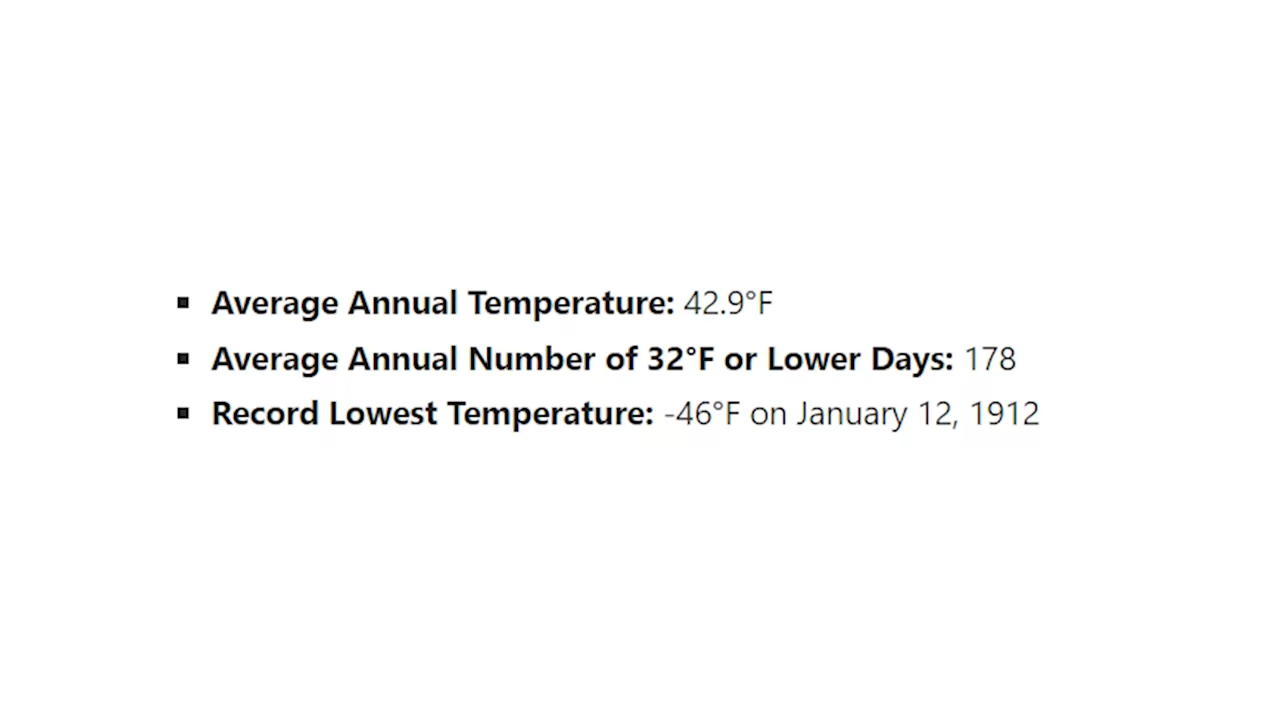 ▪ Average Annual Temperature: 42.9°F
▪ Average Annual Number of 32°F or Lower Days: 178
▪ Record Lowest Temperature: -46°F on January 12, 1912